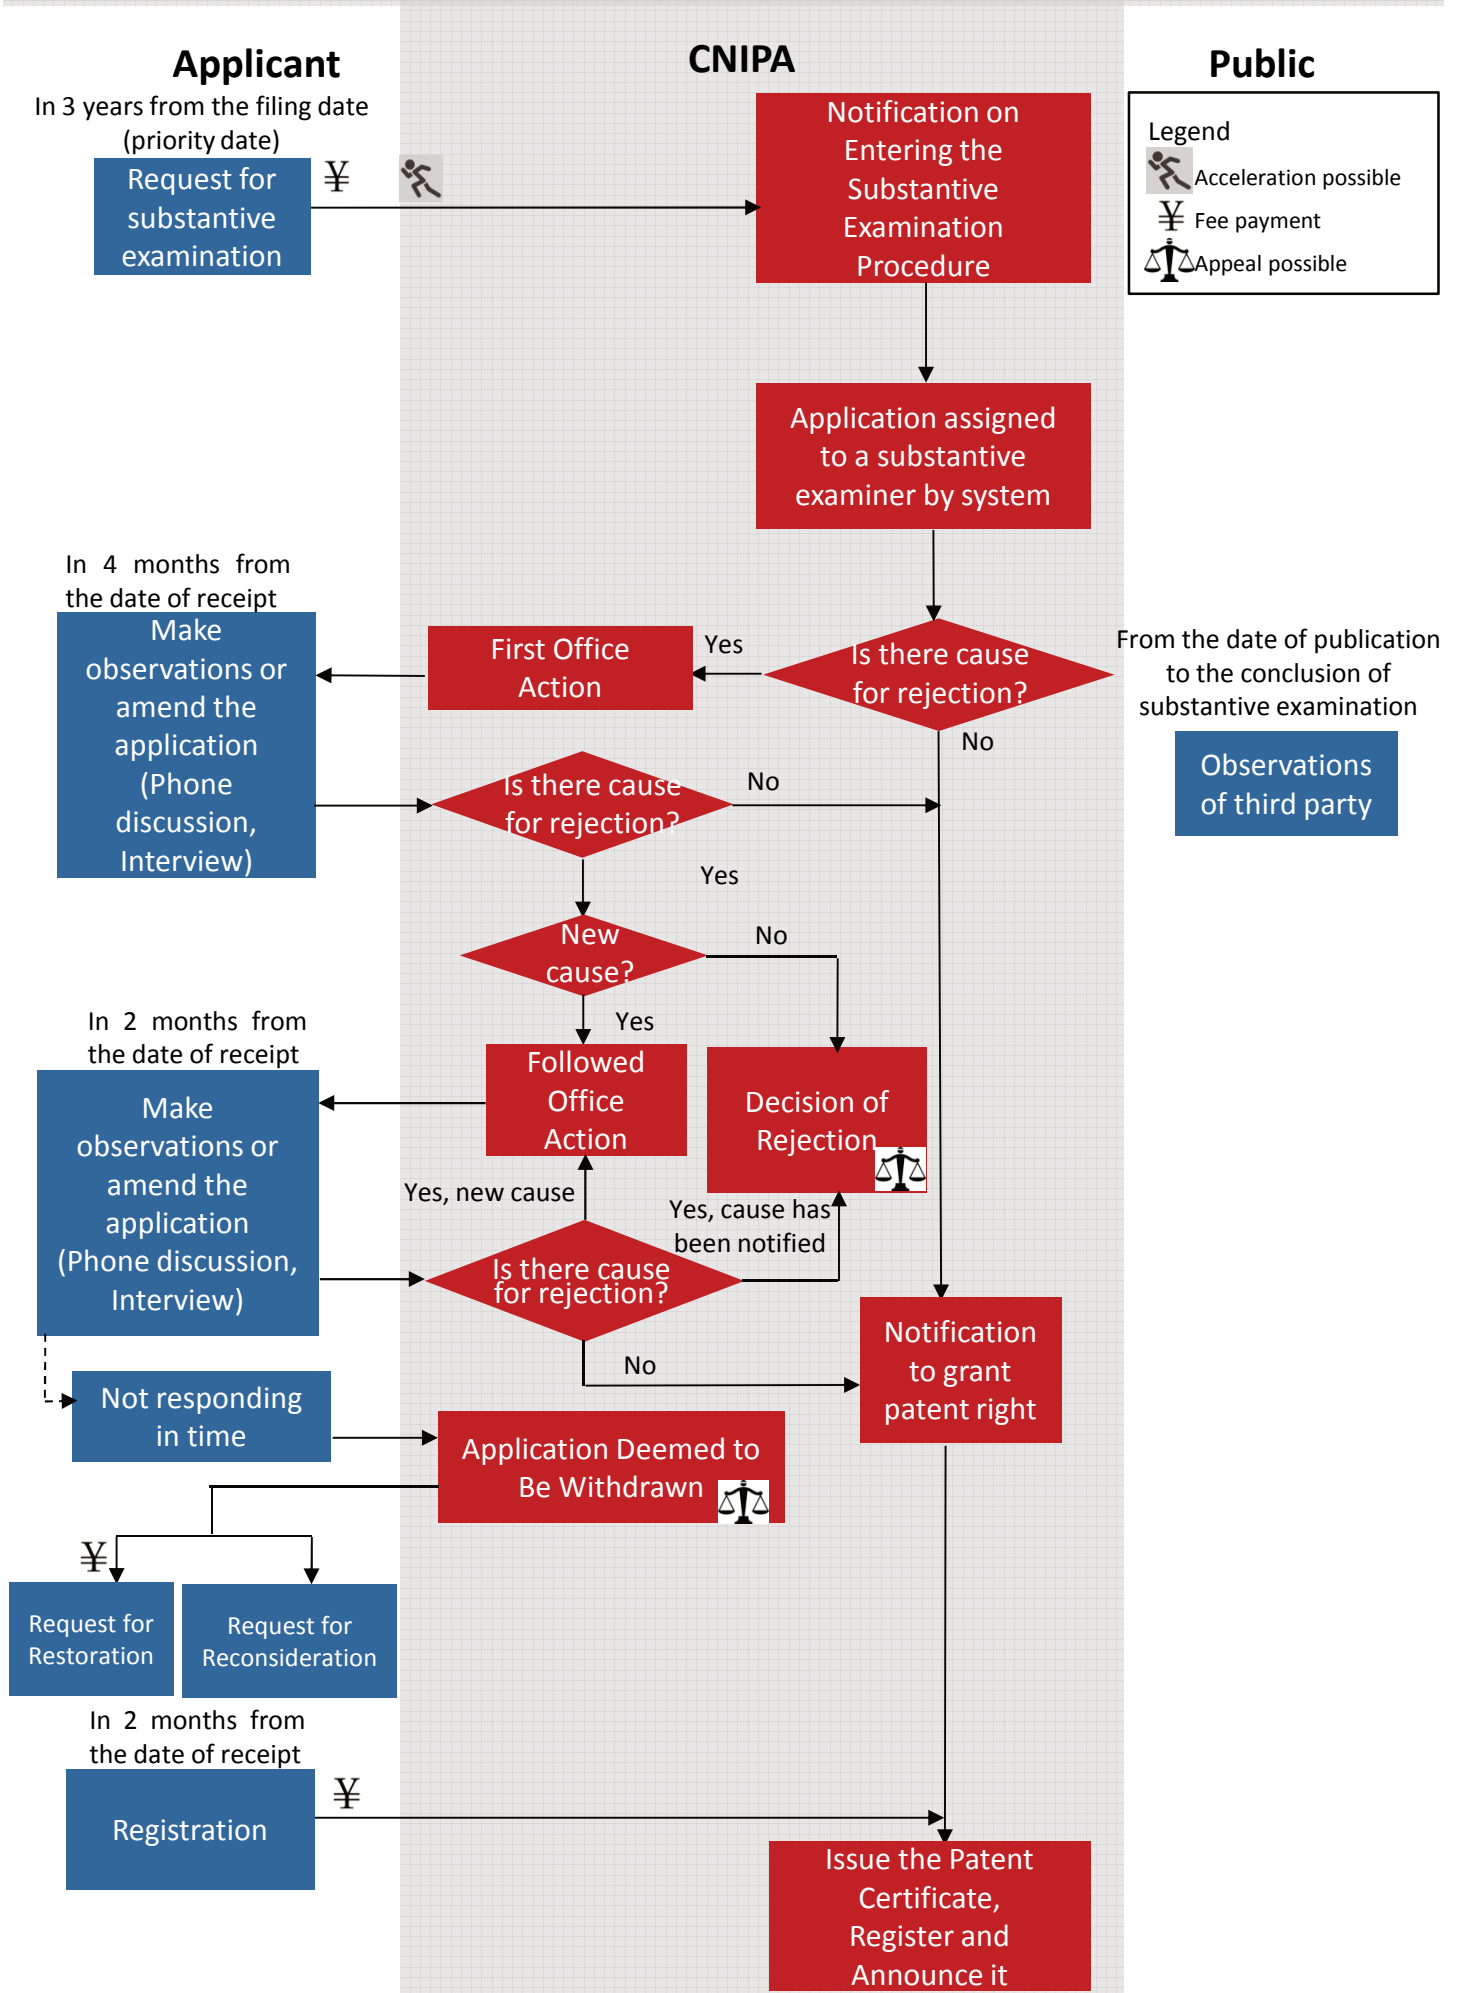 Applicant
CNIPA
Public
In 3 years from the filing date
(priority date)
Request for
substantive
examination
¥
Notification on
Entering the
Substantive
Examination
Procedure
Legend
Acceleration possible
¥ Fee payment
Appeal possible
Application assigned
to a substantive
examiner by system
In 4 months from
the date of receipt
Make
observations or
amend the
application
(Phone
discussion,
Interview)
First Office
Action
Yes
Is there cause
for rejection?
No
From the date of publication
to the conclusion of
substantive examination
Observations
of third party
Is there cause
for rejection?
No
Yes
New
cause?
No
Yes
In 2 months from
the date of receipt
Make
observations or
amend the
application
(Phone discussion,
Interview)
Followed
Office
Action
Decision of
Rejection
Yes, new cause
Yes, cause has
been notified
Is there cause
for rejection?
No
Notification
to grant
patent right
Not responding
in time
Application Deemed to
Be Withdrawn
¥
Request for
Restoration
Request for
Reconsideration
In 2 months from
the date of receipt
Registration
¥
Issue the Patent
Certificate,
Register and
Announce it